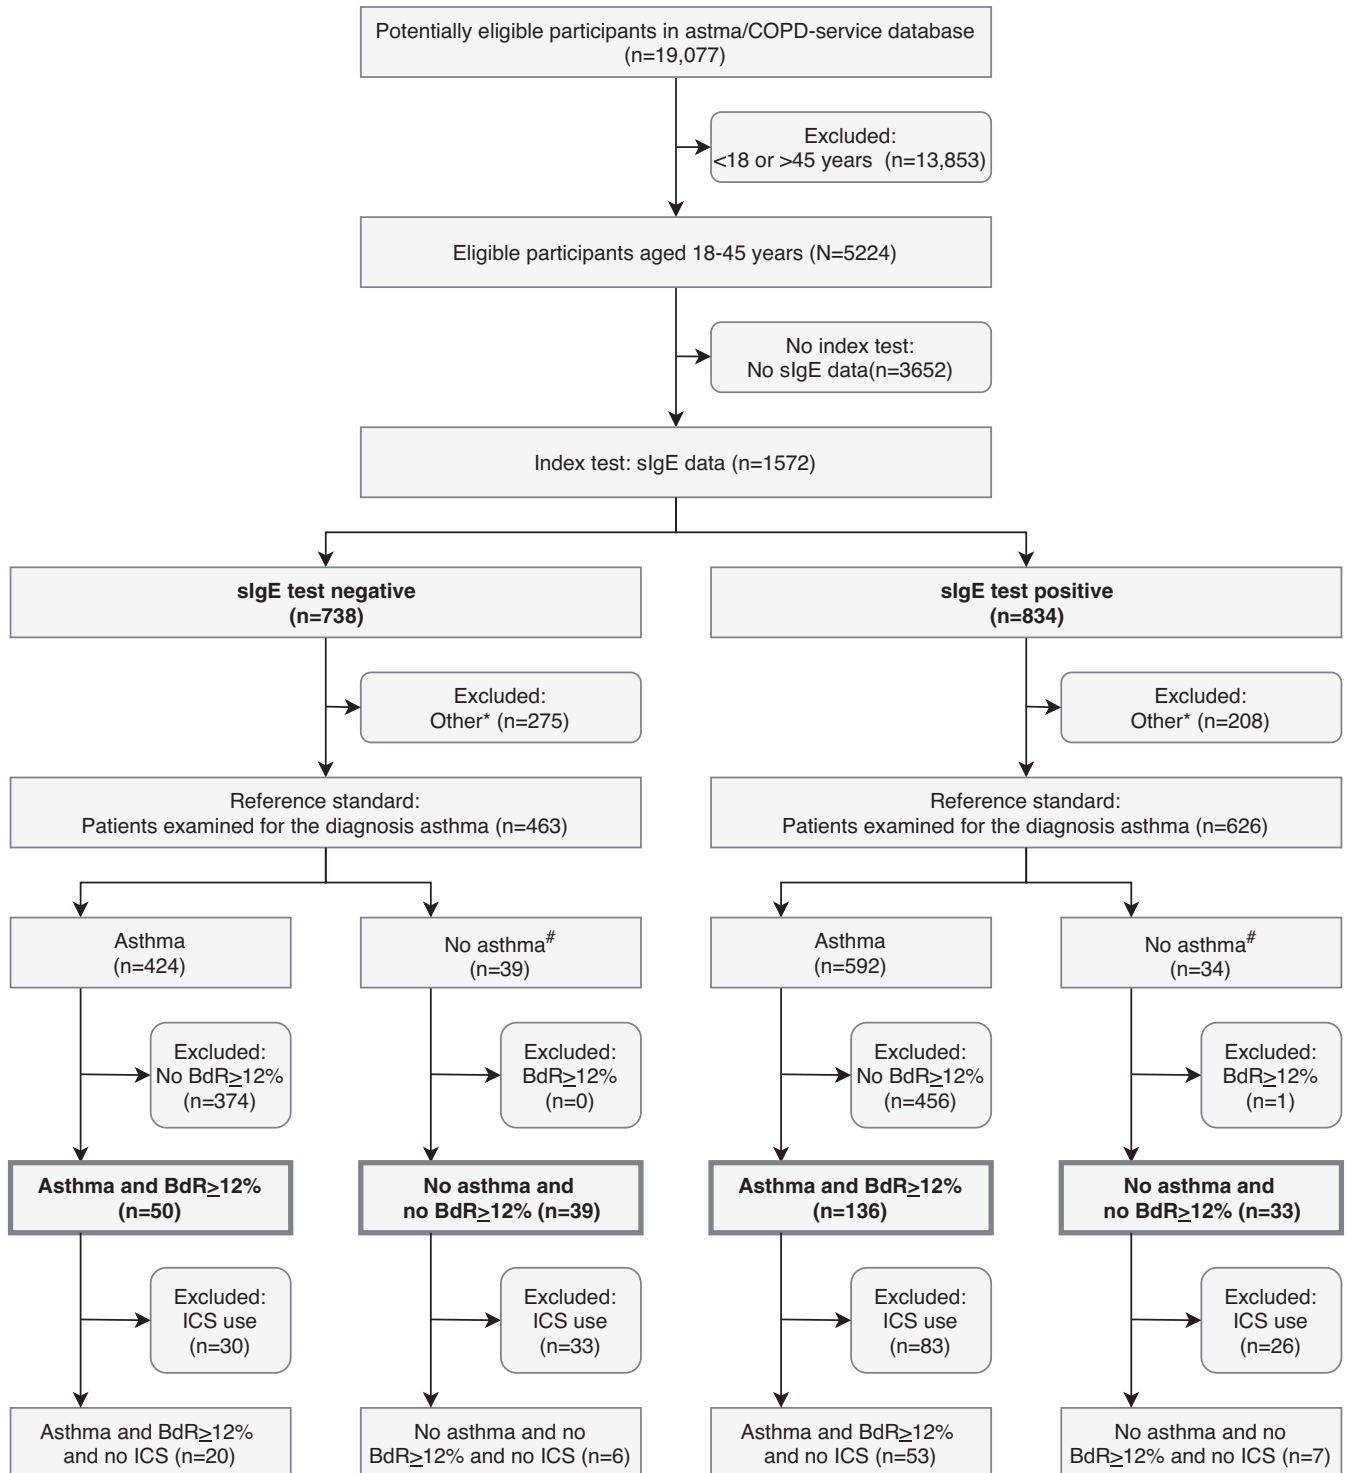 Potentially eligible participants in astma/COPD-service database
(n=19,077)
Excluded:
<18 or >45 years (n=13,853)
Eligible participants aged 18-45 years (N=5224)
No index test:
No sIgE data(n=3652)
Index test: sIgE data (n=1572)
sIgE test negative
(n=738)
sIgE test positive
(n=834)
Excluded:
Other* (n=275)
Excluded:
Other* (n=208)
Reference standard:
Patients examined for the diagnosis asthma (n=463)
Reference standard:
Patients examined for the diagnosis asthma (n=626)
Asthma
(n=424)
No asthma#
(n=39)
Asthma
(n=592)
No asthma#
(n=34)
Excluded:
No BdR≥12%
(n=374)
Excluded:
BdR≥12%
(n=0)
Excluded:
No BdR≥12%
(n=456)
Excluded:
BdR≥12%
(n=1)
Asthma and BdR≥12%
(n=50)
No asthma and
no BdR≥12% (n=39)
Asthma and BdR≥12%
(n=136)
No asthma and
no BdR≥12% (n=33)
Excluded:
ICS use
(n=30)
Excluded:
ICS use
(n=33)
Excluded:
ICS use
(n=83)
Excluded:
ICS use
(n=26)
Asthma and BdR≥12%
and no ICS (n=20)
No asthma and no
BdR≥12% and no ICS (n=6)
Asthma and BdR≥12%
and no ICS (n=53)
No asthma and no
BdR≥12% and no ICS (n=7)